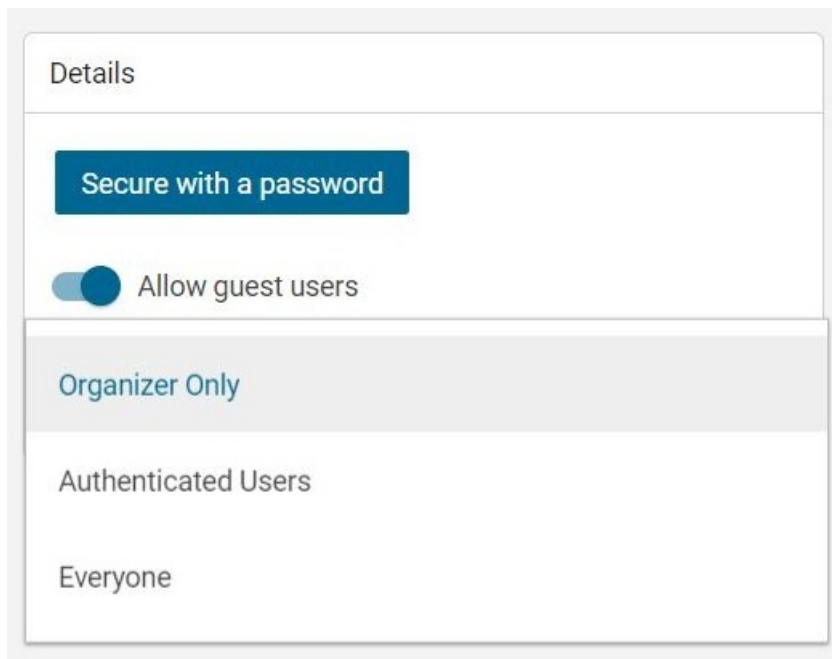 Details
Secure with a password
Allow guest users
Organizer Only
Authenticated Users
Everyone